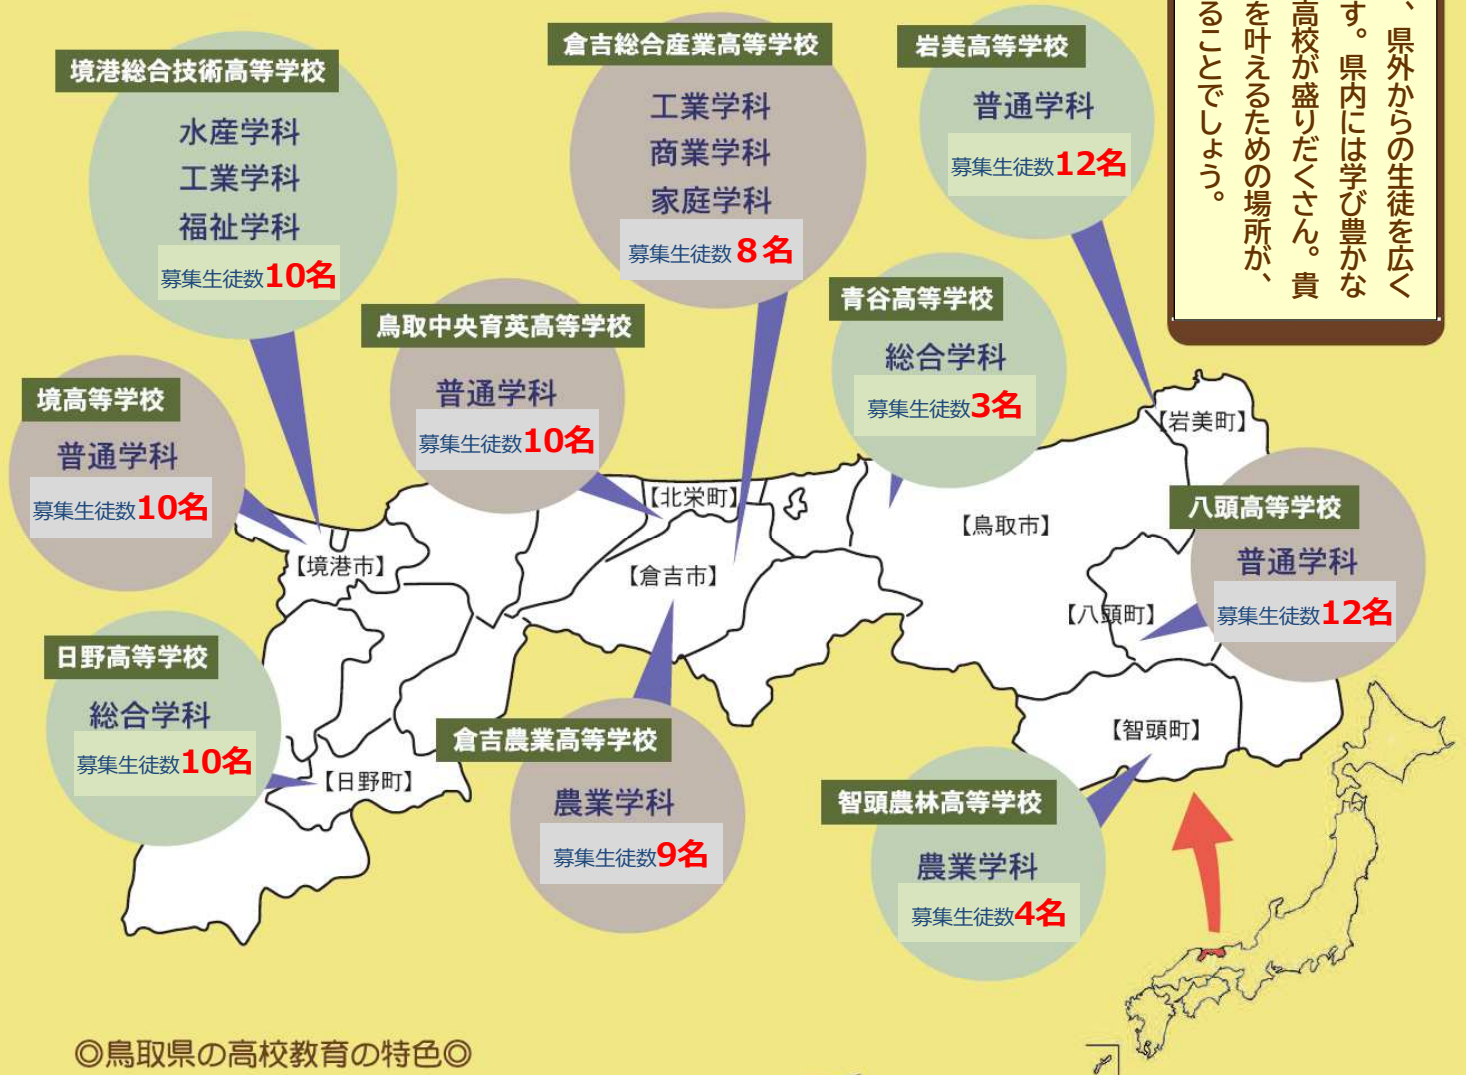 、県外からの生徒を広く
す。県内には学び豊かな
高校が盛りだくさん。貴
を叶えるための場所が、
ることでしょう。
境港総合技術高等学校
水産学科
工業学科
福祉学科
募集生徒数10名
倉吉総合産業高等学校
工業学科
商業学科
家庭学科
募集生徒数8名
岩美高等学校
普通学科
募集生徒数12名
鳥取中央育英高等学校
普通学科
募集生徒数10名
青谷高等学校
総合学科
募集生徒数3名
境高等学校
普通学科
募集生徒数10名
八頭高等学校
普通学科
募集生徒数12名
日野高等学校
総合学科
募集生徒数10名
倉吉農業高等学校
農業学科
募集生徒数9名
智頭農林高等学校
農業学科
募集生徒数4名
【岩美町】
【北栄町】
【鳥取市】
【境港市】
【倉吉市】
【八頭町】
【智頭町】
【日野町】
◎鳥取県の高校教育の特色◎